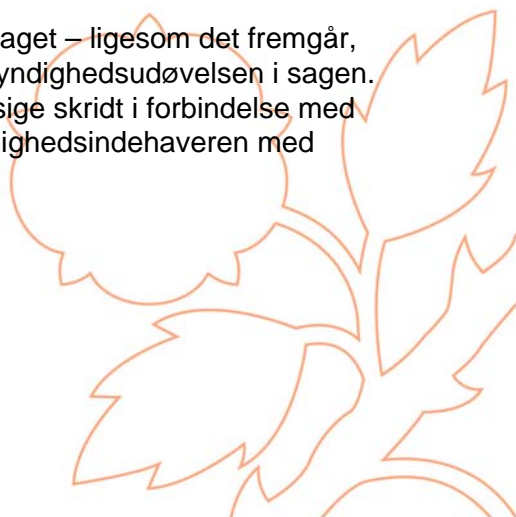 aget – ligesom det fremgår,
yndighedsudøvelsen i sagen.
sige skridt i forbindelse med
ighedsindehaveren med